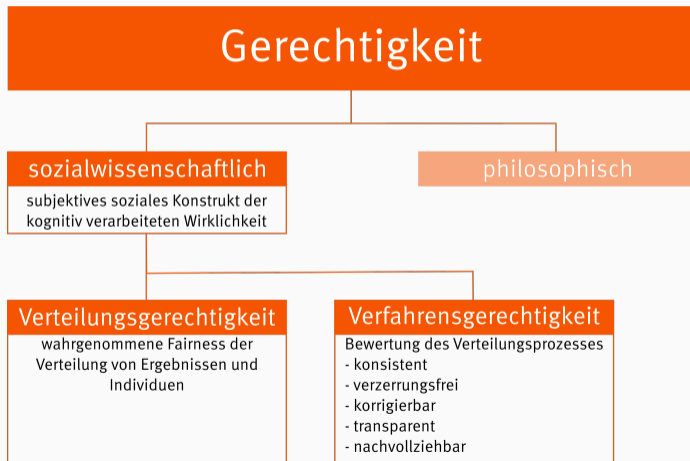 Gerechtigkeit
sozialwissenschaftlich
philosophisch
subjektives soziales Konstrukt der
kognitiv verarbeiteten Wirklichkeit
Verteilungsgerechtigkeit
wahrgenommene Fairness der
Verteilung von Ergebnissen und
Individuen
Verfahrensgerechtigkeit
Bewertung des Verteilungsprozesses
- konsistent
- verzerrungsfrei
- korrigierbar
- transparent
- nachvollziehbar